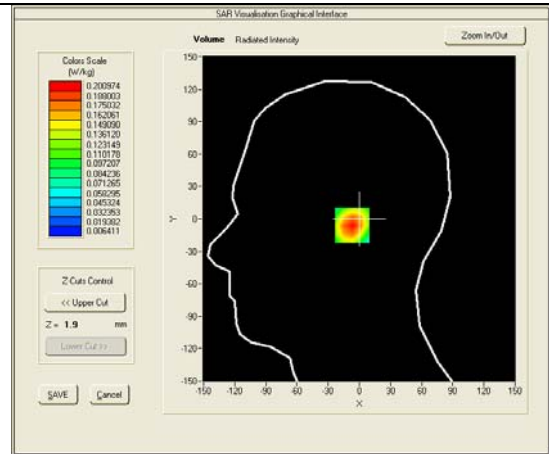 SAR Visualisation Graphical Interface
Volume Radiated Intensity
Zoom In/Out
Colors Scale
(W/kg)
0.200974
0.188003
0.175032
0.162061
0.149090
0.136120
0.123149
0.110178
0.097207
0.084236
0.071265
0.058295
0.045324
0.032353
0.019382
0.006411
Z Cuts Control
<< Upper Cut
Z = 1.9 mm
Lower Cut >>
SAVE
Cancel
150
120
90
60
30
0
-30
-60
-90
-120
-150
Y
-150 -120 -90 -60 -30 0 30 60 90 120 150
X